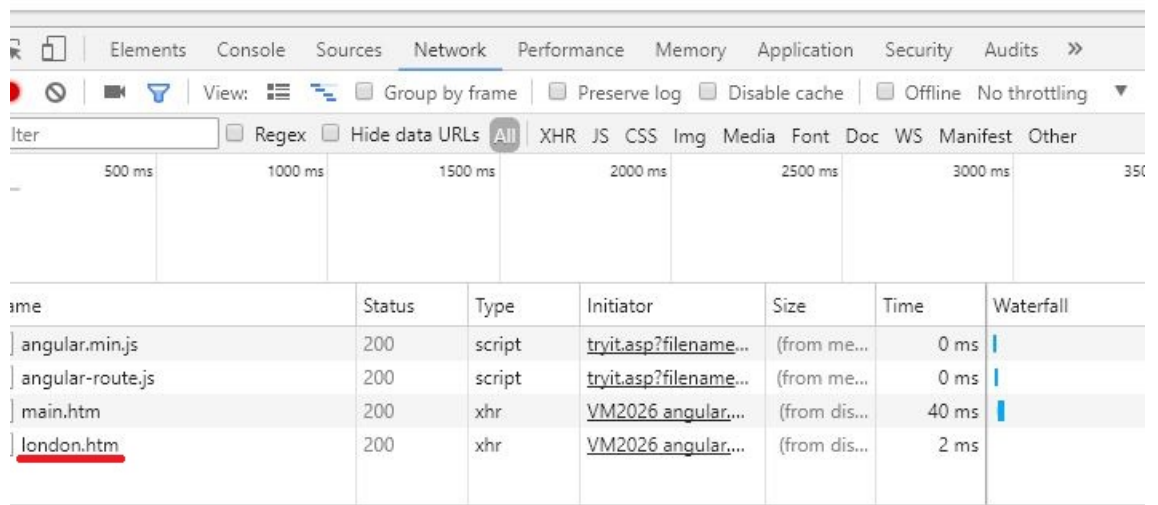 Elements Console Sources Network Performance Memory Application Security Audits »
View: Group by frame Preserve log Disable cache Offline No throttling ▼
lter Regex Hide data URLs All XHR JS CSS Img Media Font Doc WS Manifest Other
500 ms 1000 ms 1500 ms 2000 ms 2500 ms 3000 ms 350
ame Status Type Initiator Size Time Waterfall
angular.min.js 200 script tryit.asp?filename... (from me... 0 ms
angular-route.js 200 script tryit.asp?filename... (from me... 0 ms
main.htm 200 xhr VM2026 angular.... (from dis... 40 ms
london.htm 200 xhr VM2026 angular.... (from dis... 2 ms